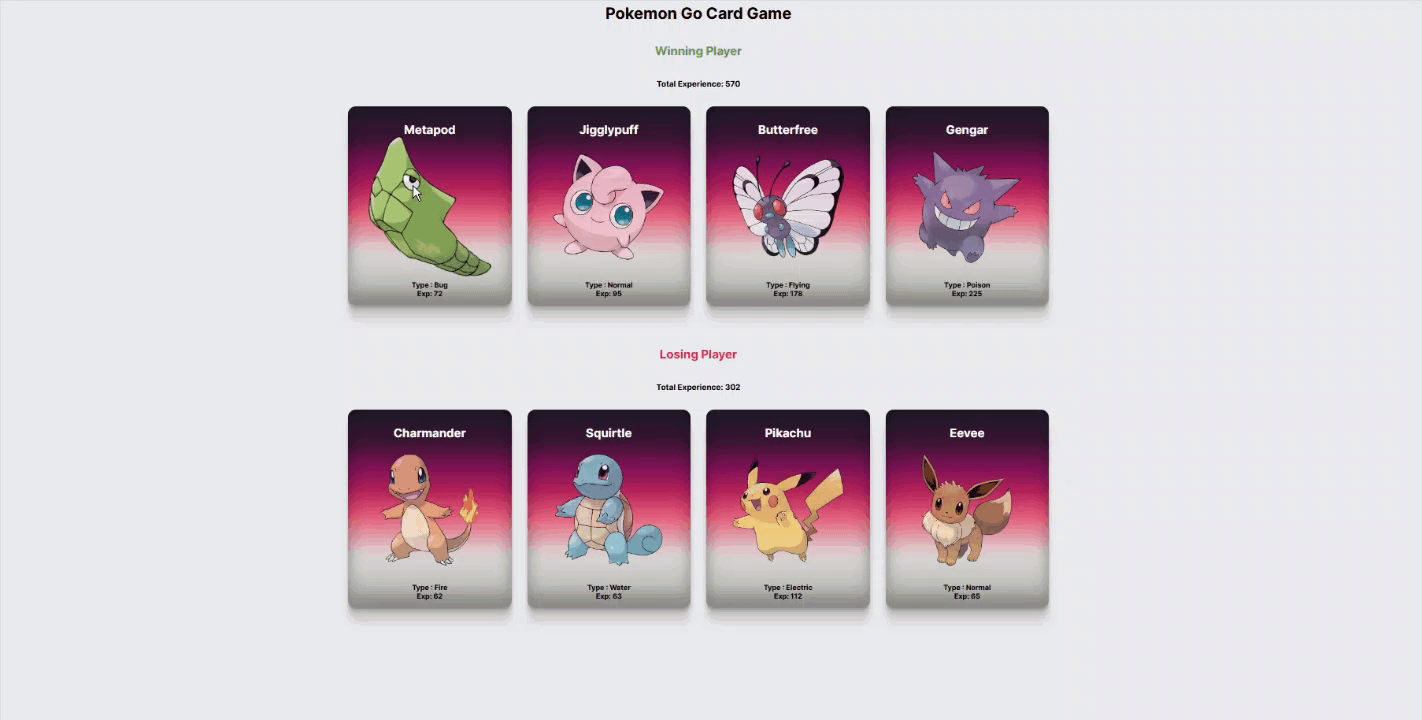 Pokemon Go Card Game
Winning Player
Total Experience: 570
Metapod
Type : Bug
Exp: 72
Jigglypuff
Type : Normal
Exp: 95
Butterfree
Type : Flying
Exp: 178
Gengar
Type : Poison
Exp: 225
Losing Player
Total Experience: 302
Charmander
Type : Fire
Exp: 62
Squirtle
Type : Water
Exp: 63
Pikachu
Type : Electric
Exp: 112
Eevee
Type : Normal
Exp: 65